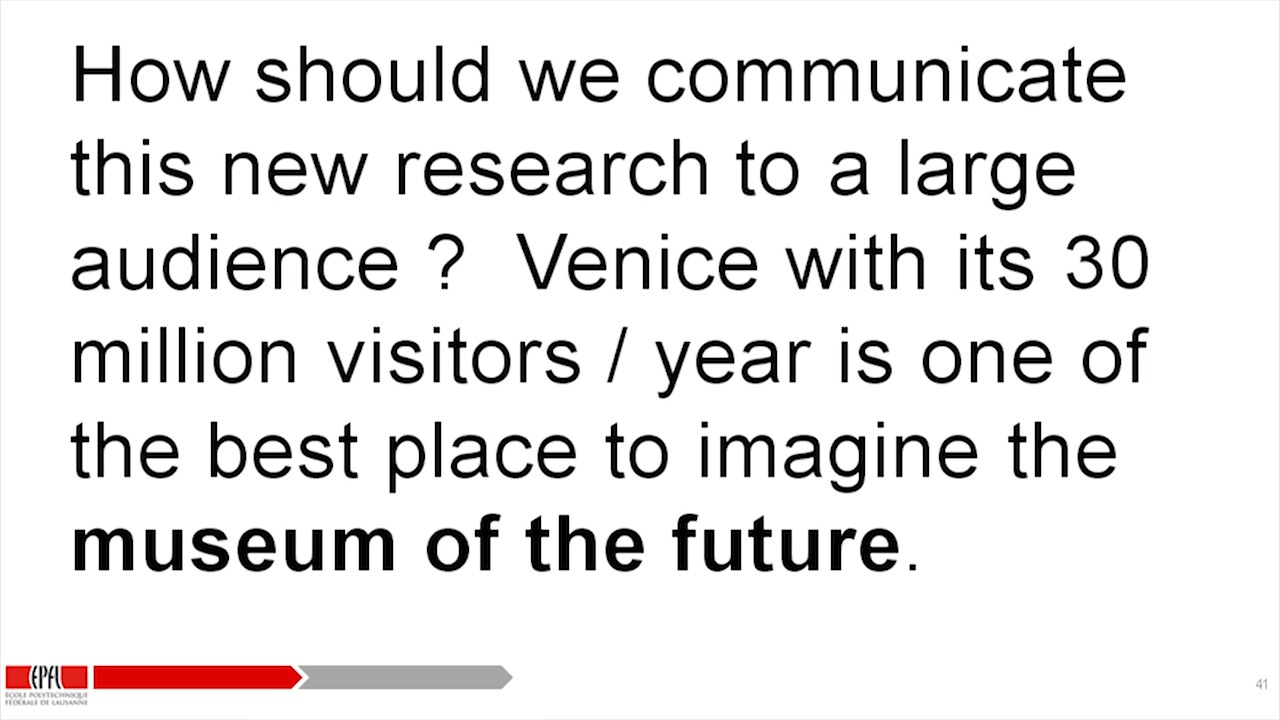 How should we communicate
this new research to a large
audience ?  Venice with its 30
million visitors / year is one of
the best place to imagine the
museum of the future.
EPFL
ÉCOLE POLYTECHNIQUE
FÉDÉRALE DE LAUSANNE
41